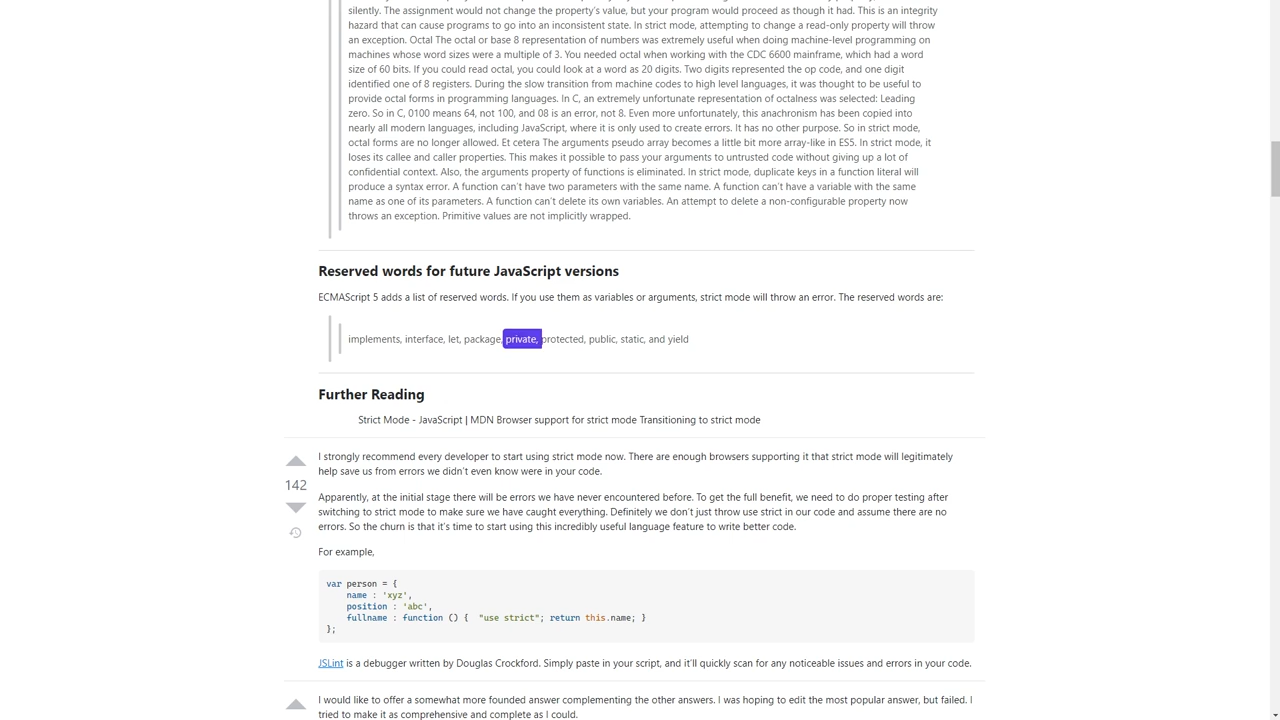 silently. The assignment would not change the property's value, but your program would proceed as though it had. This is an integrity
hazard that can cause programs to go into an inconsistent state. In strict mode, attempting to change a read-only property will throw
an exception. Octal The octal or base 8 representation of numbers was extremely useful when doing machine-level programming on
machines whose word sizes were a multiple of 3. You needed octal when working with the CDC 6600 mainframe, which had a word
size of 60 bits. If you could read octal, you could look at a word as 20 digits. Two digits represented the op code, and one digit
identified one of 8 registers. During the slow transition from machine codes to high level languages, it was thought to be useful to
provide octal forms in programming languages. In C, an extremely unfortunate representation of octalness was selected: Leading
zero. So in C, 0100 means 64, not 100, and 08 is an error, not 8. Even more unfortunately, this anachronism has been copied into
nearly all modern languages, including JavaScript, where it is only used to create errors. It has no other purpose. So in strict mode,
octal forms are no longer allowed. Et cetera The arguments pseudo array becomes a little bit more array-like in ES5. In strict mode, it
loses its callee and caller properties. This makes it possible to pass your arguments to untrusted code without giving up a lot of
confidential context. Also, the arguments property of functions is eliminated. In strict mode, duplicate keys in a function literal will
produce a syntax error. A function can't have two parameters with the same name. A function can't have a variable with the same
name as one of its parameters. A function can't delete its own variables. An attempt to delete a non-configurable property now
throws an exception. Primitive values are not implicitly wrapped.
Reserved words for future JavaScript versions
ECMAScript 5 adds a list of reserved words. If you use them as variables or arguments, strict mode will throw an error. The reserved words are:
implements, interface, let, package, private, protected, public, static, and yield
Further Reading
Strict Mode - JavaScript | MDN Browser support for strict mode Transitioning to strict mode
I strongly recommend every developer to start using strict mode now. There are enough browsers supporting it that strict mode will legitimately
help save us from errors we didn't even know were in your code.
142
Apparently, at the initial stage there will be errors we have never encountered before. To get the full benefit, we need to do proper testing after
switching to strict mode to make sure we have caught everything. Definitely we don't just throw use strict in our code and assume there are no
errors. So the churn is that it's time to start using this incredibly useful language feature to write better code.
For example,
var person = {
    name : 'xyz',
    position : 'abc',
    fullname : function () {  "use strict"; return this.name; }
};
JSLint is a debugger written by Douglas Crockford. Simply paste in your script, and it'll quickly scan for any noticeable issues and errors in your code.
I would like to offer a somewhat more founded answer complementing the other answers. I was hoping to edit the most popular answer, but failed. I
tried to make it as comprehensive and complete as I could.